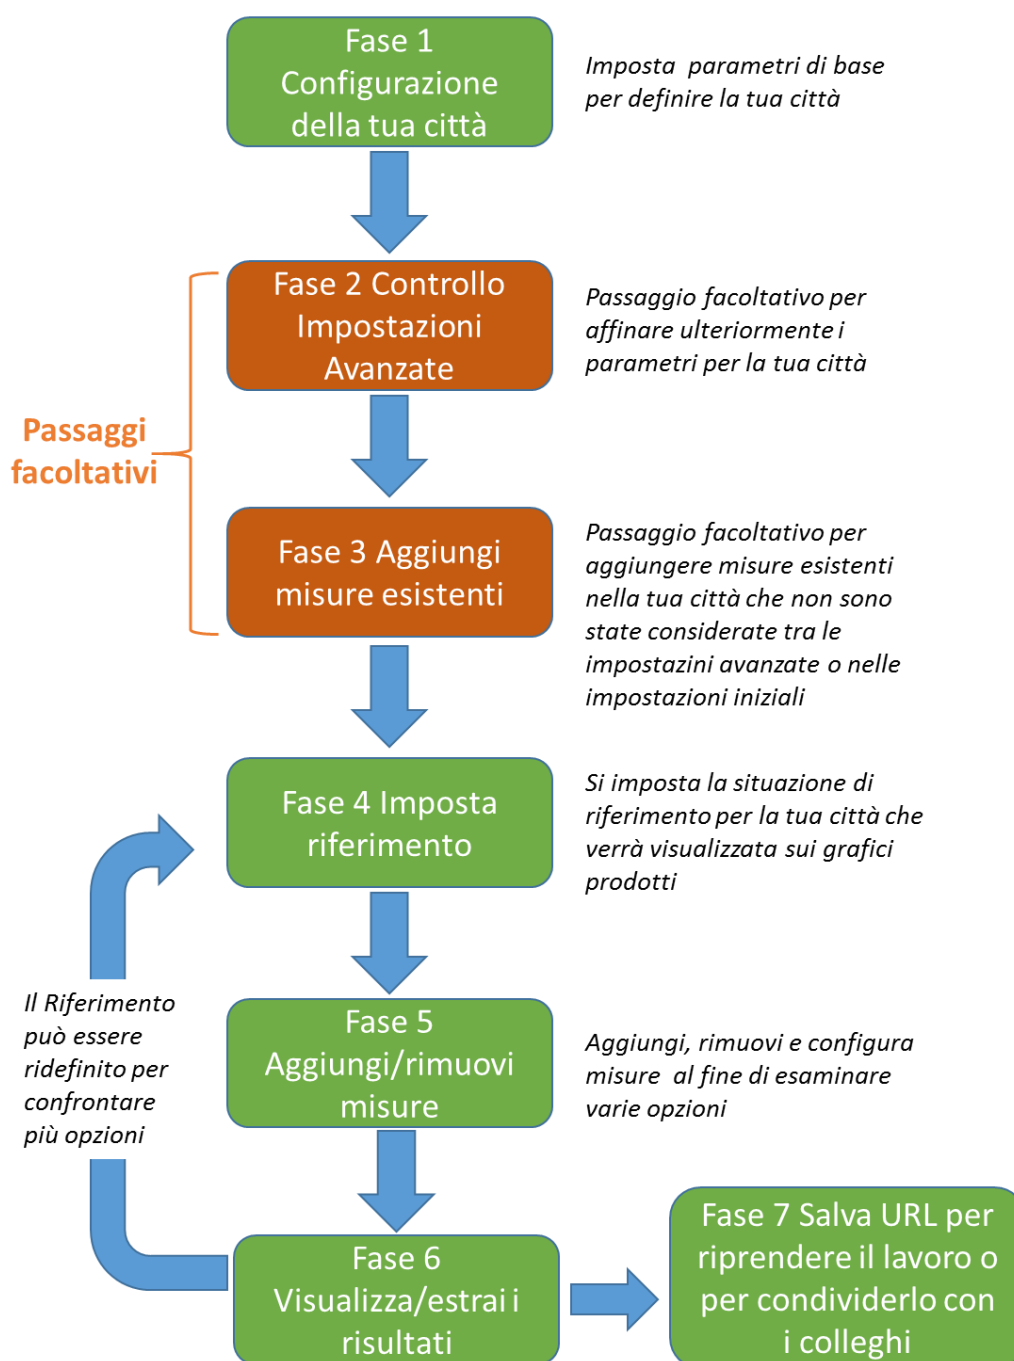 Fase 1
Configurazione
della tua città
Imposta parametri di base
per definire la tua città
Fase 2 Controllo
Impostazioni
Avanzate
Passaggio facoltativo per
affinare ulteriormente i
parametri per la tua città
Passaggi
facoltativi
Fase 3 Aggiungi
misure esistenti
Passaggio facoltativo per
aggiungere misure esistenti
nella tua città che non sono
state considerate tra le
impostazini avanzate o nelle
impostazioni iniziali
Fase 4 Imposta
riferimento
Si imposta la situazione di
riferimento per la tua città che
verrà visualizzata sui grafici
prodotti
Il Riferimento
può essere
ridefinito per
confrontare
più opzioni
Fase 5
Aggiungi/rimuovi
misure
Aggiungi, rimuovi e configura
misure al fine di esaminare
varie opzioni
Fase 6
Visualizza/estrai i
risultati
Fase 7 Salva URL per
riprendere il lavoro o
per condividerlo con
i colleghi